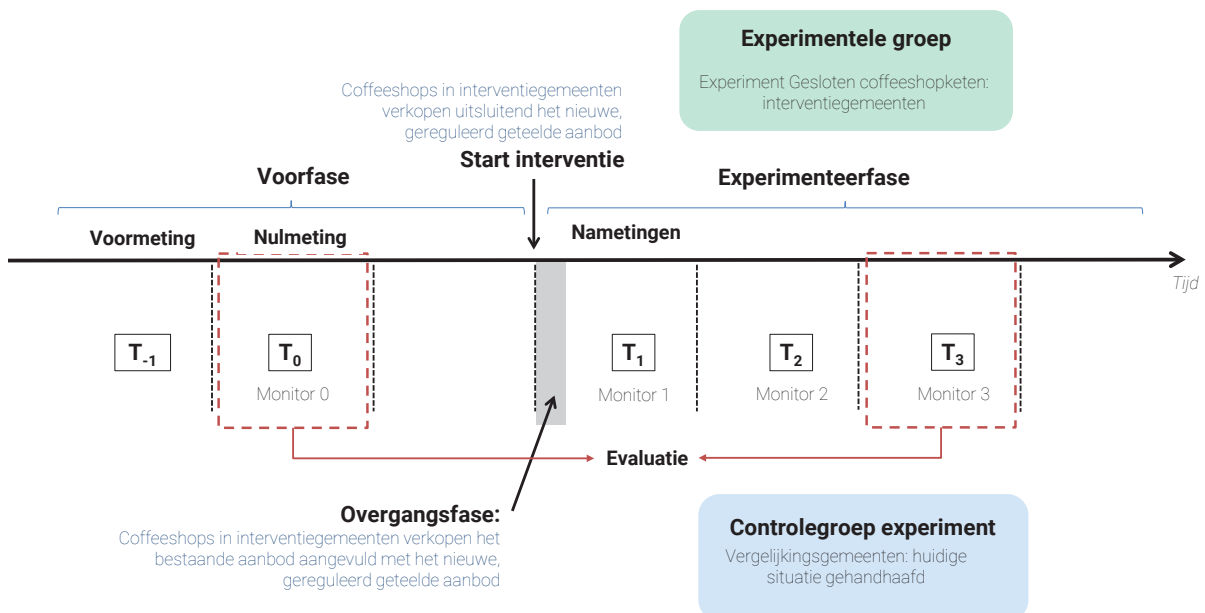 Experimentele groep
Experiment Gesloten coffeeshopketen:
interventiegemeenten
Coffeeshops in interventiegemeenten
verkopen uitsluitend het nieuwe,
gereguleerd geteelde aanbod
Start interventie
Voorfase
Experimenteerfase
Voormeting
Nulmeting
Nametingen
Tijd
T-1
T0
T1
T2
T3
Monitor 0
Monitor 1
Monitor 2
Monitor 3
Evaluatie
Overgangsfase:
Coffeeshops in interventiegemeenten verkopen het
bestaande aanbod aangevuld met het nieuwe,
gereguleerd geteelde aanbod
Controlegroep experiment
Vergelijkingsgemeenten: huidige
situatie gehandhaafd